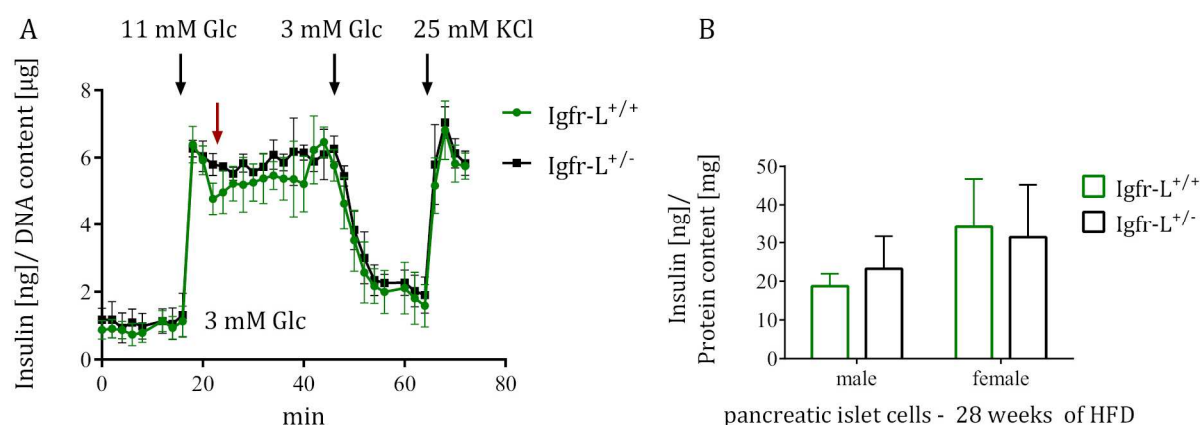 A
11 mM Glc
3 mM Glc
25 mM KCl
Insulin [ng]/ DNA content [µg]
8
6
4
2
0
3 mM Glc
0
20
40
60
80
min
Igfr-L+/+
Igfr-L+/-
B
Insulin [ng]/
Protein content [mg]
50
40
30
20
10
0
male
female
pancreatic islet cells - 28 weeks of HFD
Igfr-L+/+
Igfr-L+/-